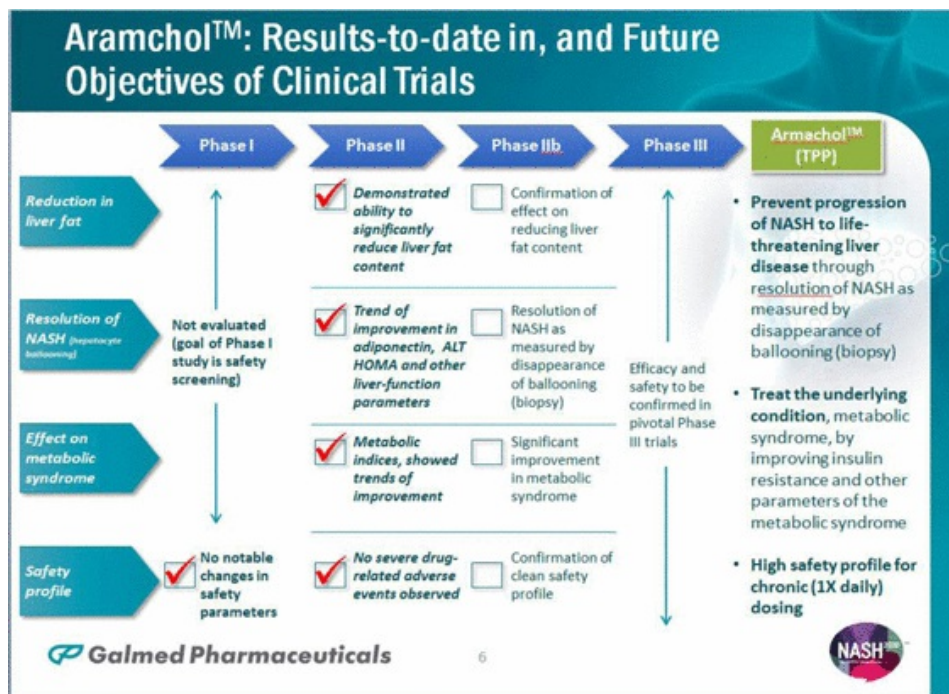 Aramchol™: Results-to-date in, and Future
Objectives of Clinical Trials
Phase I
Phase II
Phase IIb
Phase III
Armachol™
(TPP)
Reduction in
liver fat
Demonstrated
ability to
significantly
reduce liver fat
content
Confirmation of
effect on
reducing liver
fat content
Resolution of
NASH (hepatocyte
ballooning)
Not evaluated
(goal of Phase I
study is safety
screening)
Trend of
improvement in
adiponectin, ALT
HOMA and other
liver-function
parameters
Resolution of
NASH as
measured by
disappearance
of ballooning
(biopsy)
Efficacy and
safety to be
confirmed in
pivotal Phase
III trials
Effect on
metabolic
syndrome
Metabolic
indices, showed
trends of
improvement
Significant
improvement
in metabolic
syndrome
Safety
profile
No notable
changes in
safety
parameters
No severe drug-
related adverse
events observed
Confirmation of
clean safety
profile
• Prevent progression
of NASH to life-
threatening liver
disease through
resolution of NASH as
measured by
disappearance of
ballooning (biopsy)
• Treat the underlying
condition, metabolic
syndrome, by
improving insulin
resistance and other
parameters of the
metabolic syndrome
• High safety profile for
chronic (1X daily)
dosing
Galmed Pharmaceuticals
6
NASH